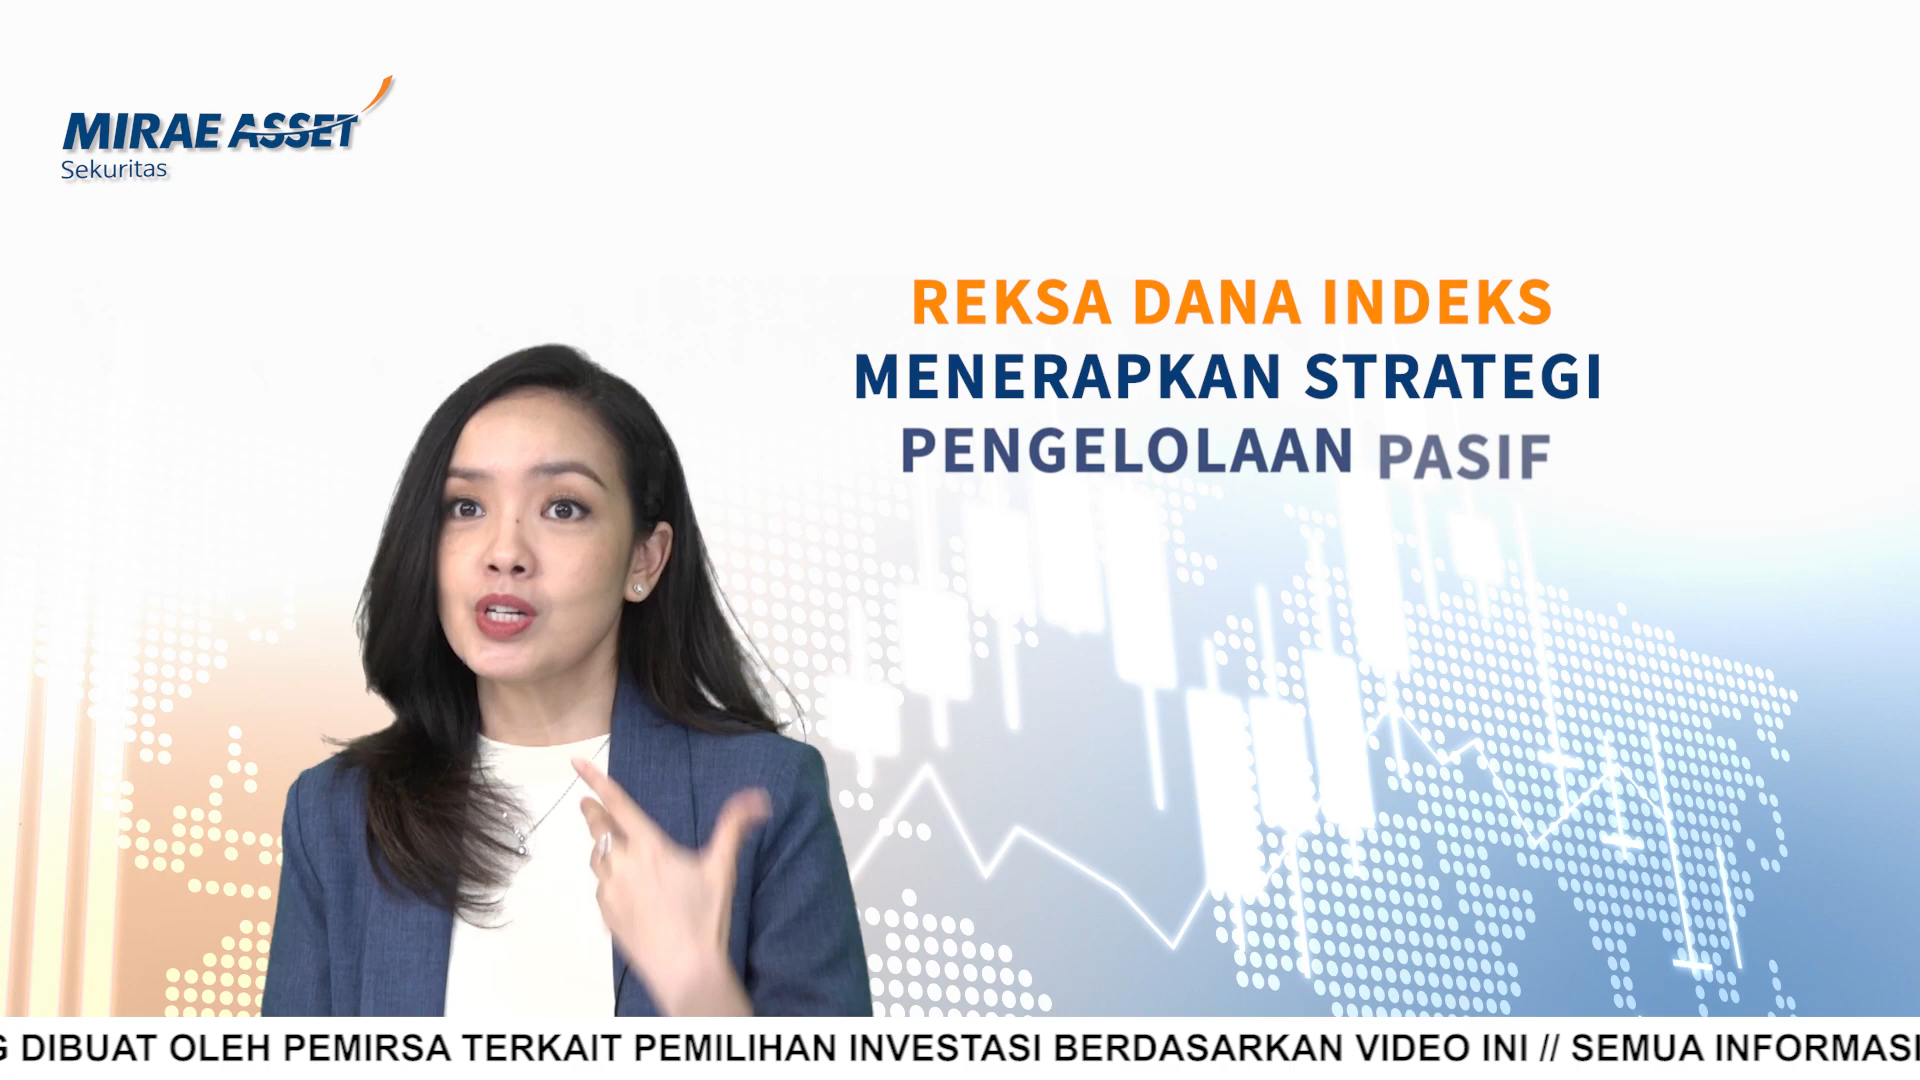 MIRAE ASSET
Sekuritas
REKSA DANA INDEKS
MENERAPKAN STRATEGI
PENGELOLAAN PASIF
DIBUAT OLEH PEMIRSA TERKAIT PEMILIHAN INVESTASI BERDASARKAN VIDEO INI // SEMUA INFORMASI